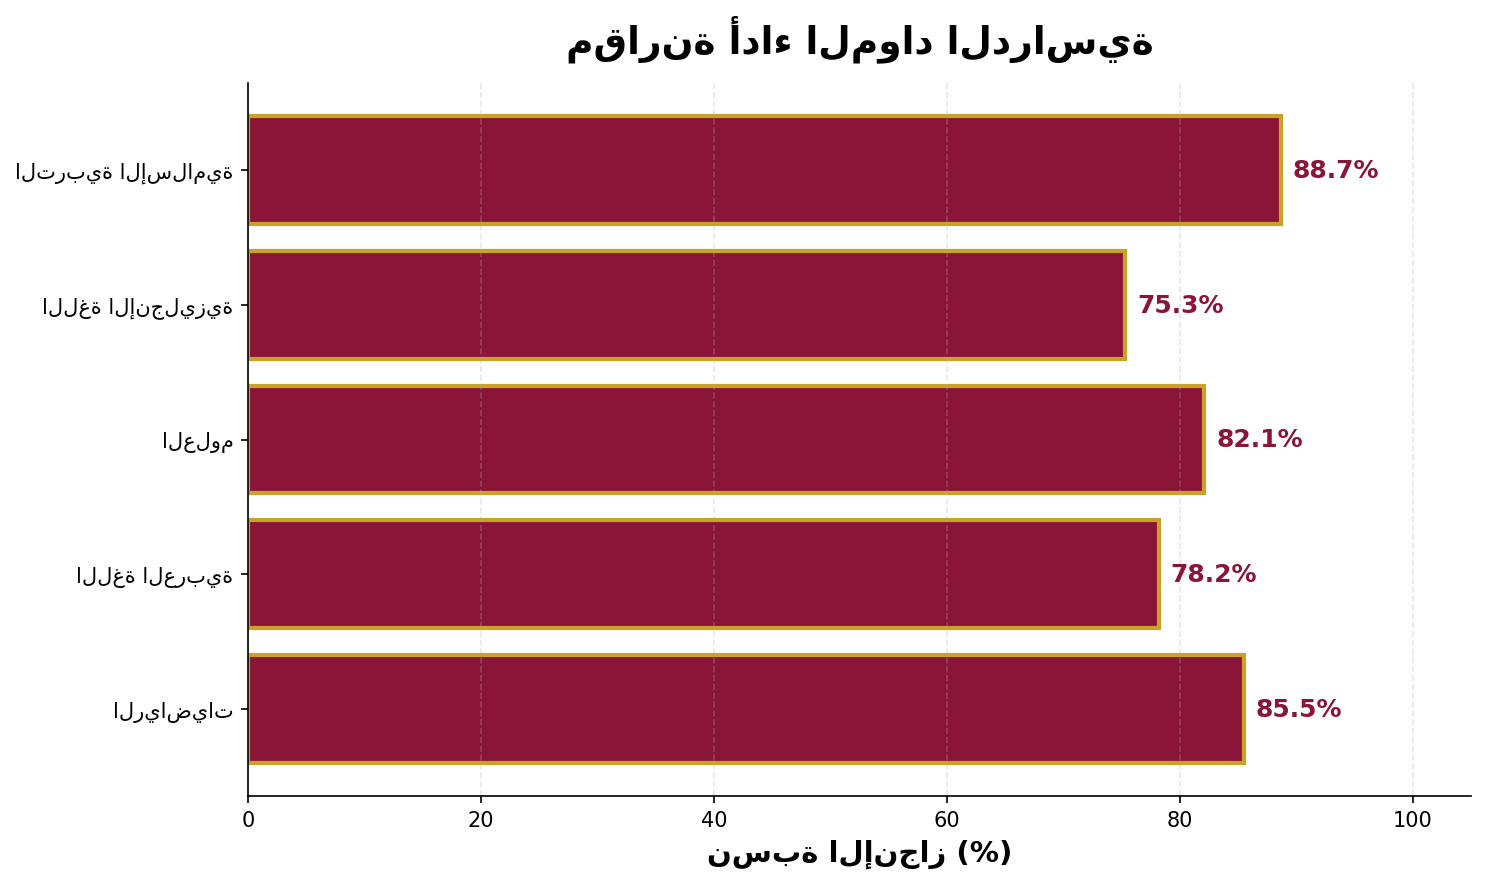 مقارنة أداء المواد الدراسية
التربية الإسلامية
88.7%
اللغة الإنجليزية
75.3%
العلوم
82.1%
اللغة العربية
78.2%
الرياضيات
85.5%
0 20 40 60 80 100
نسبة الإنجاز (%)